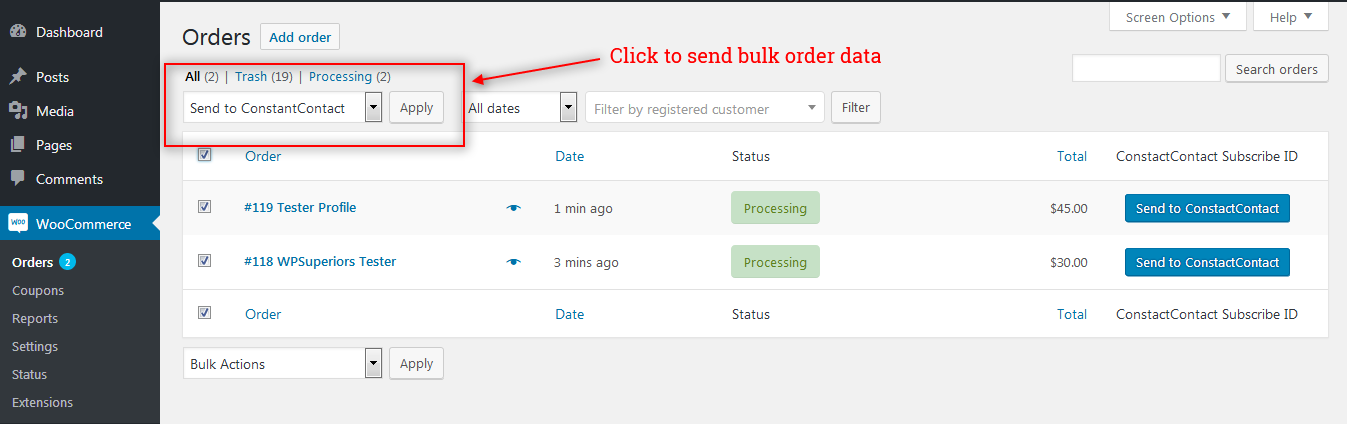 Screen Options Help
Dashboard
Orders Add order
Click to send bulk order data
Posts
All (2) | Trash (19) | Processing (2)
Search orders
Media
Send to ConstantContact Apply All dates Filter by registered customer Filter
Pages
Order Date Status Total ConstactContact Subscribe ID
Comments
#119 Tester Profile 1 min ago Processing $45.00 Send to ConstactContact
WOO WooCommerce
Orders 2
#118 WPSuperiors Tester 3 mins ago Processing $30.00 Send to ConstactContact
Coupons
Reports
Order Date Status Total ConstactContact Subscribe ID
Settings
Bulk Actions Apply
Status
Extensions